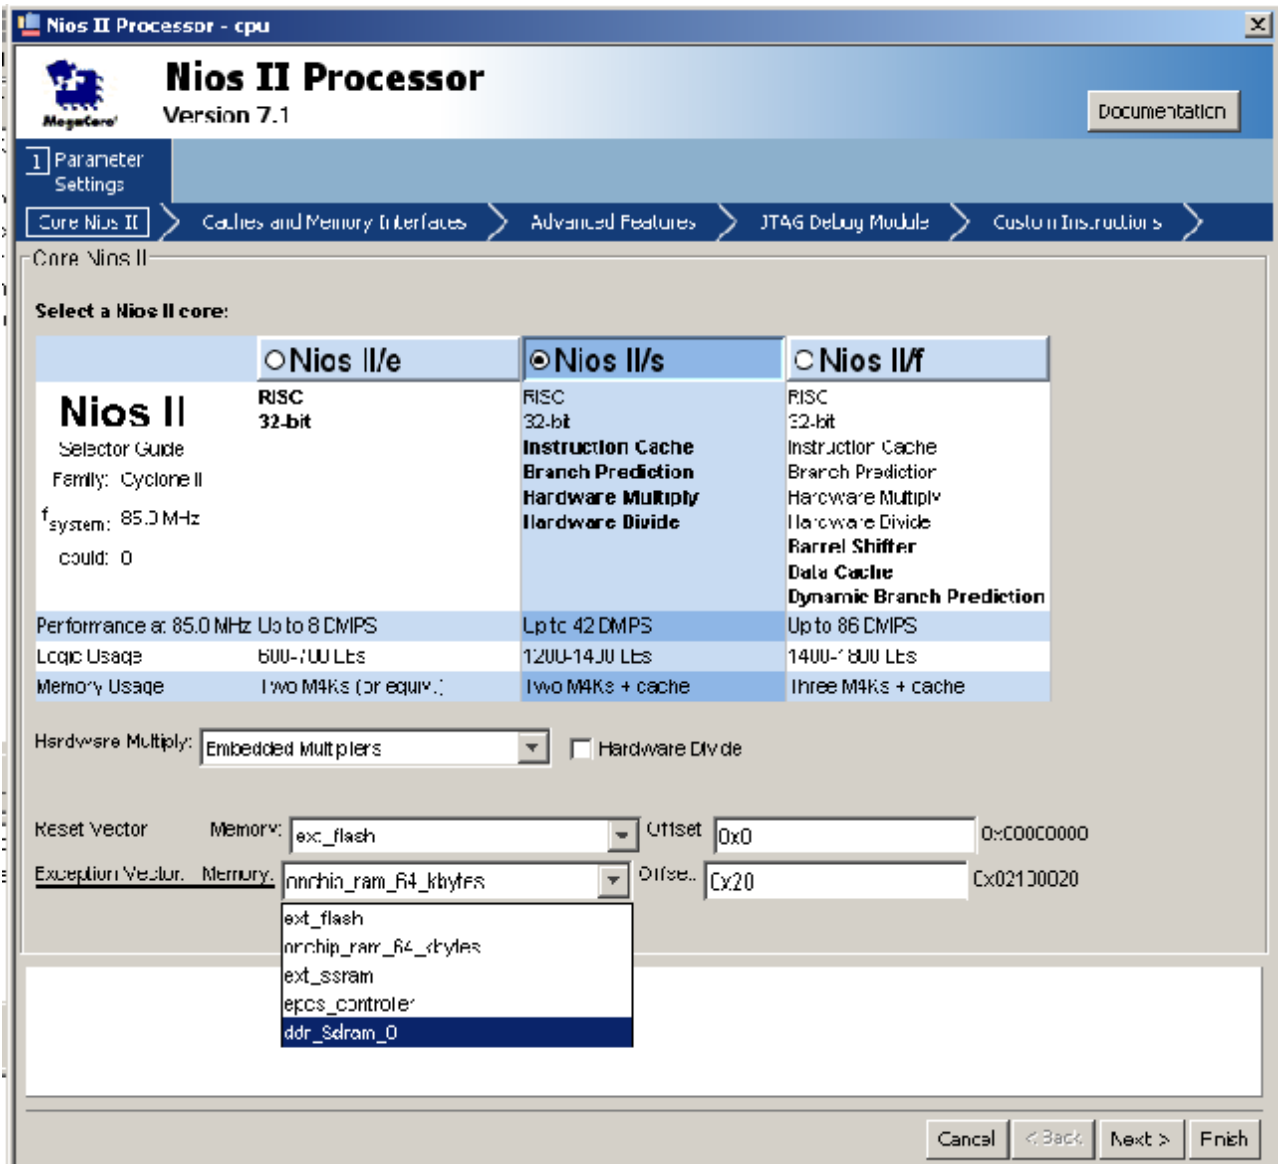 Nios II Processor - cpu
Nios II Processor
Version 7.1
MegaCore'
Documentation
1 Parameter Settings
Core Nios II
Caches and Memory Interfaces
Advanced Features
JTAG Debug Module
Custom Instructions
Core Nios II
Select a Nios II core:
Nios II/e
Nios II/s
Nios II/f
Nios II
Selector Guide
Family: Cyclone II
fsystem: 85.0 MHz
cpuid: 0
RISC
32-bit
RISC
32-bit
Instruction Cache
Branch Prediction
Hardware Multiply
Hardware Divide
RISC
32-bit
Instruction Cache
Branch Prediction
Hardware Multiply
Hardware Divide
Barrel Shifter
Data Cache
Dynamic Branch Prediction
Performance at 85.0 MHz Up to 8 DMIPS Up to 42 DMIPS Up to 86 DMIPS
Logic Usage 600-700 LEs 1200-1400 LEs 1400-1800 LEs
Memory Usage Two M4Ks (or equiv.) Two M4Ks + cache Three M4Ks + cache
Hardware Multiply: Embedded Multipliers Hardware Divide
Reset Vector Memory: ext_flash Offset 0x0 0x00000000
Exception Vector: Memory: onchip_ram_64_kbytes Offset: 0x20 0x02100020
ext_flash
onchip_ram_64_kbytes
ext_ssram
epcs_controller
ddr_sdram_0
Cancel < Back Next > Finish